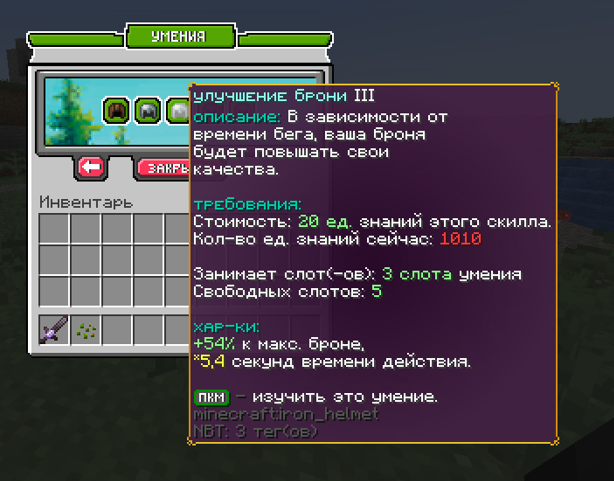 УМЕНИЯ
УЛУЧШЕНИЕ БРОНИ III
ОПИСАНИЕ: В зависимости от
времени бега, ваша броня
будет повышать свои
качества.
ЗАКРЫ
Инвентарь
ТРЕБОВАНИЯ:
Стоимость: 20 ед. знаний этого скилла.
Кол-во ед. знаний сейчас: 1010
Занимает слот(-ов): 3 слота умения
Свободных слотов: 5
ХАР-КИ:
+54% к макс. броне,
*5,4 секунд времени действия.
ПКМ - изучить это умение.
minecraft:iron_helmet
NBT: 3 тег(ов)